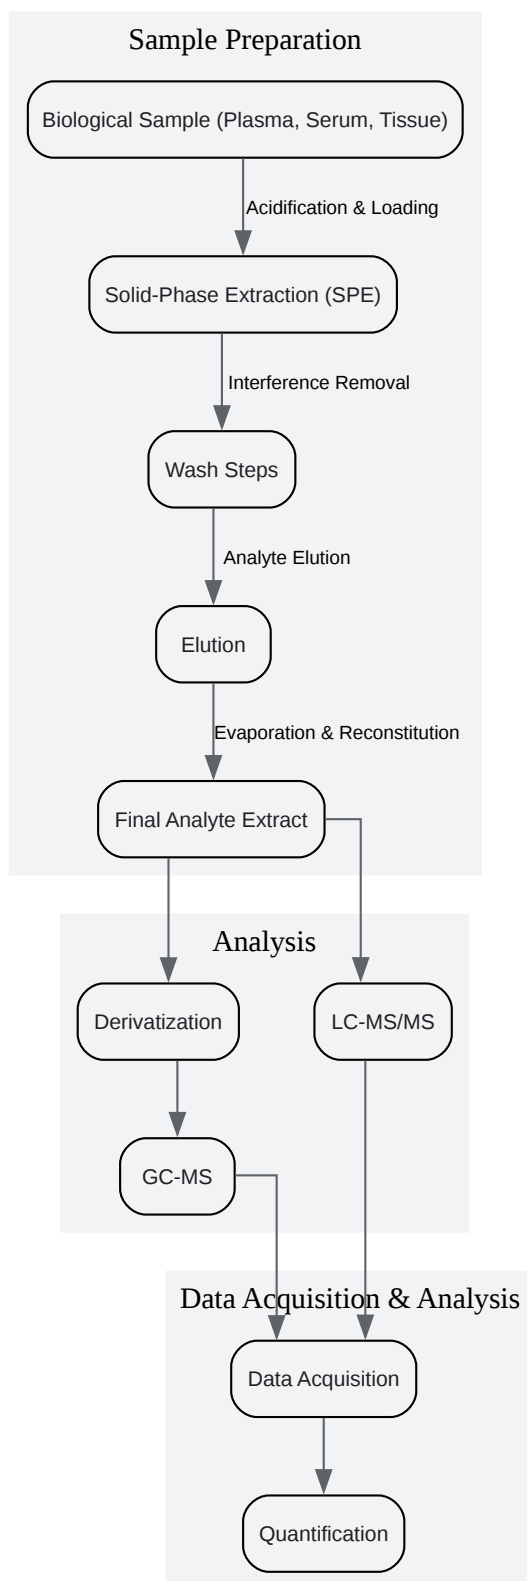 Sample Preparation
Biological Sample (Plasma, Serum, Tissue)
Acidification & Loading
Solid-Phase Extraction (SPE)
Interference Removal
Wash Steps
Analyte Elution
Elution
Evaporation & Reconstitution
Final Analyte Extract
Analysis
Derivatization
LC-MS/MS
GC-MS
Data Acquisition & Analysis
Data Acquisition
Quantification